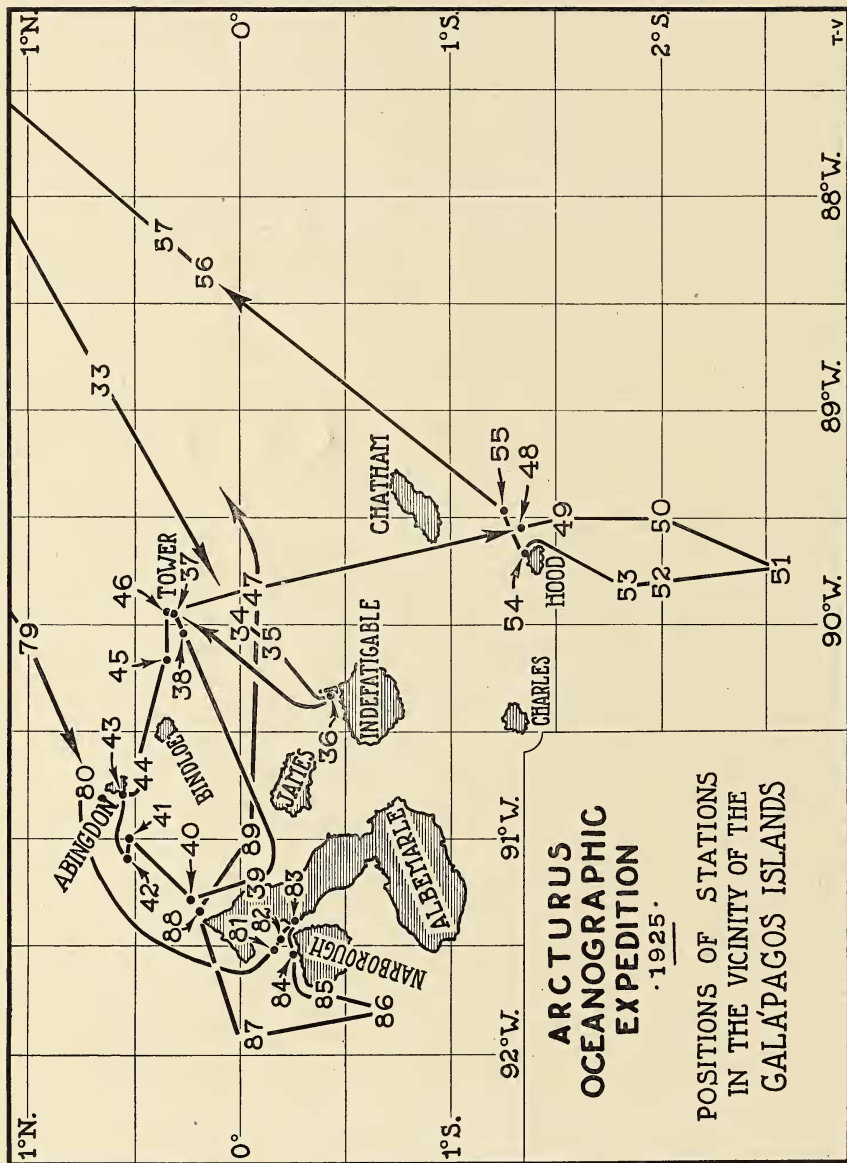 1°N.
79
1°N.
80
43
33
ABINGDON
44
45
46
TOWER
37
42
41
BINDLOE
38
57
88
40
56
0°
87
81
39
89
34
47
0°
82
35
84
83
JAMES
36
85
NARBOROUGH
INDEFATIGABLE
86
ALBEMARLE
CHATHAM
1°S.
1°S.
55
54
48
CHARLES
HOOD
49
92°W.
91°W.
90°W.
89°W.
88°W.
53
52
50
2°S.
51
ARCTURUS
OCEANOGRAPHIC
EXPEDITION
·1925·
POSITIONS OF STATIONS
IN THE VICINITY OF THE
GALÁPAGOS ISLANDS
T-V